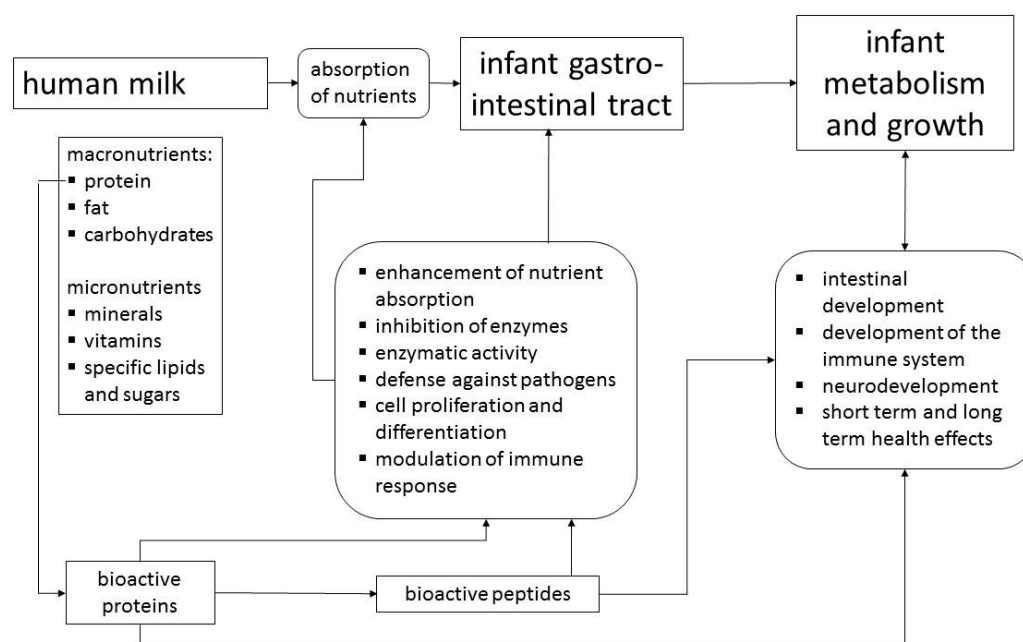 human milk
absorption
of nutrients
infant gastro-
intestinal tract
infant
metabolism
and growth
macronutrients:
▪ protein
▪ fat
▪ carbohydrates
micronutrients
▪ minerals
▪ vitamins
▪ specific lipids
and sugars
▪ enhancement of nutrient
absorption
▪ inhibition of enzymes
▪ enzymatic activity
▪ defense against pathogens
▪ cell proliferation and
differentiation
▪ modulation of immune
response
▪ intestinal
development
▪ development of the
immune system
▪ neurodevelopment
▪ short term and long
term health effects
bioactive
proteins
bioactive peptides